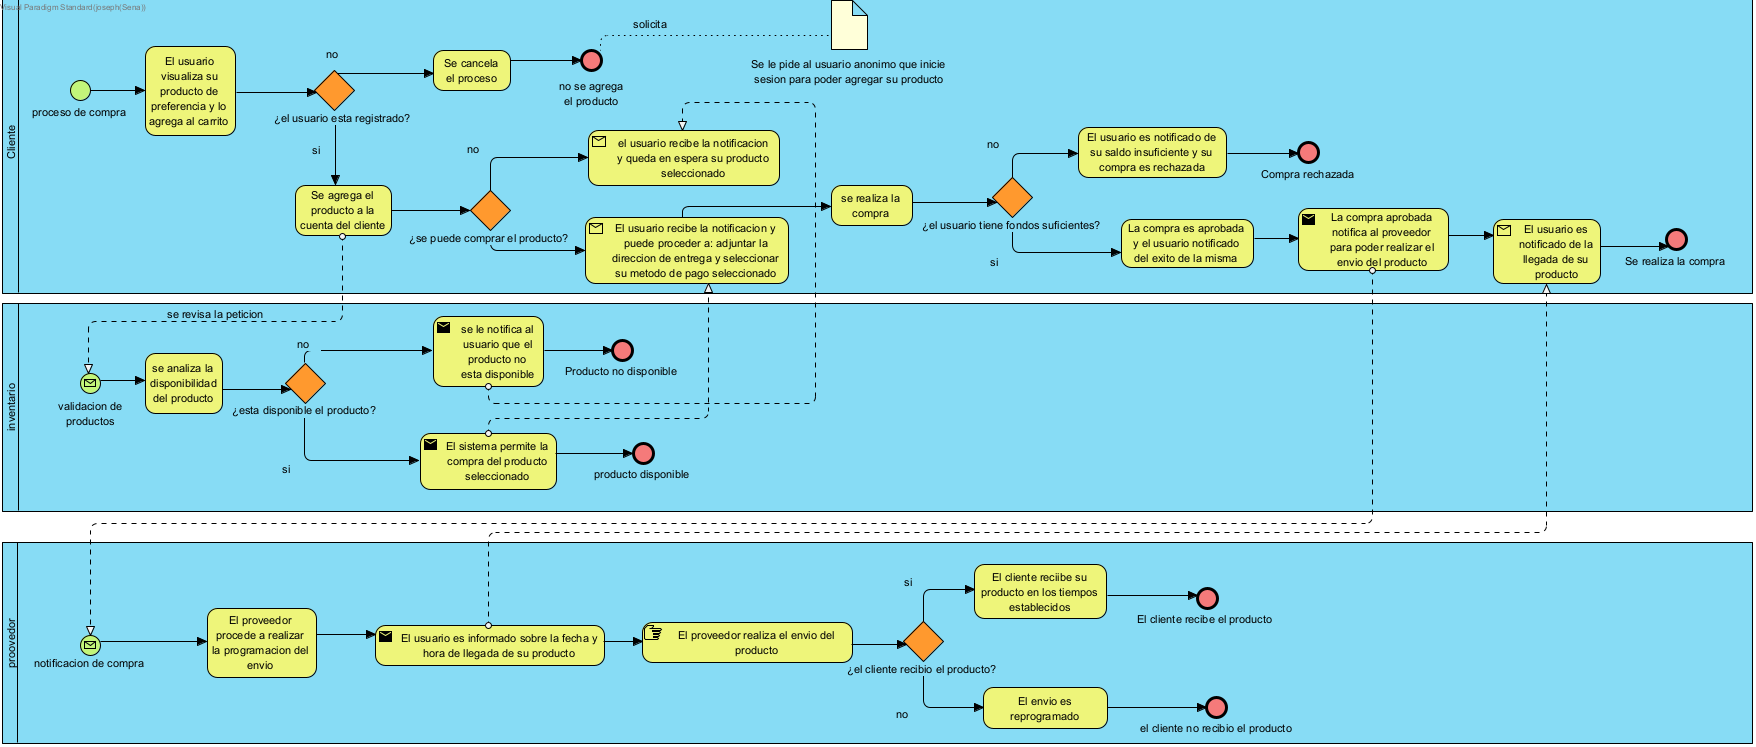 Visual Paradigm Standard(joseph(Sena))
Cliente
proceso de compra
El usuario
visualiza su
producto de
preferencia y lo
agrega al carrito
no
¿el usuario esta registrado?
si
Se cancela
el proceso
no se agrega
el producto
solicita
Se le pide al usuario anonimo que inicie
sesion para poder agregar su producto
Se agrega el
producto a la
cuenta del cliente
no
¿se puede comprar el producto?
el usuario recibe la notificacion
y queda en espera su producto
seleccionado
El usuario recibe la notificacion y
puede proceder a: adjuntar la
direccion de entrega y seleccionar
su metodo de pago seleccionado
se realiza la
compra
no
¿el usuario tiene fondos suficientes?
si
El usuario es notificado de
su saldo insuficiente y su
compra es rechazada
Compra rechazada
La compra es aprobada
y el usuario notificado
del exito de la misma
La compra aprobada
notifica al proveedor
para poder realizar el
envio del producto
El usuario es
notificado de la
llegada de su
producto
Se realiza la compra
inventario
se revisa la peticion
validacion de
productos
se analiza la
disponibilidad
del producto
no
¿esta disponible el producto?
si
se le notifica al
usuario que el
producto no
esta disponible
Producto no disponible
El sistema permite la
compra del producto
seleccionado
producto disponible
proovedor
notificacion de compra
El proveedor
procede a realizar
la programacion del
envio
El usuario es informado sobre la fecha y
hora de llegada de su producto
El proveedor realiza el envio del
producto
si
¿el cliente recibio el producto?
no
El cliente reciibe su
producto en los tiempos
establecidos
El cliente recibe el producto
El envio es
reprogramado
el cliente no recibio el producto